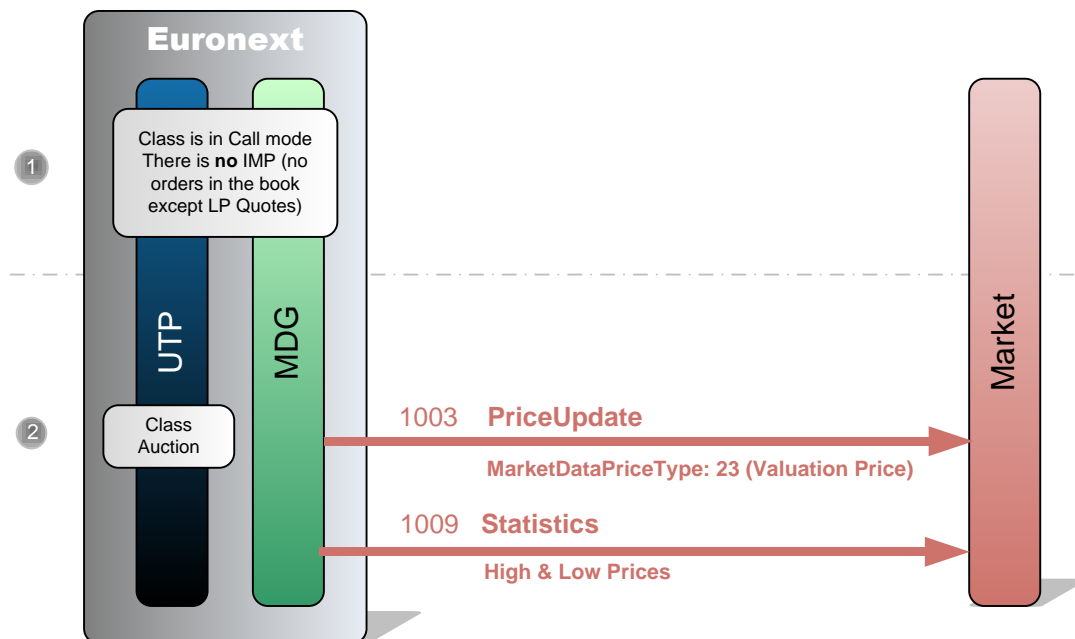 Euronext
Class is in Call mode
There is no IMP (no
orders in the book
except LP Quotes)
1
UTP
MDG
Market
2
Class
Auction
1003 PriceUpdate
MarketDataPriceType: 23 (Valuation Price)
1009 Statistics
High & Low Prices